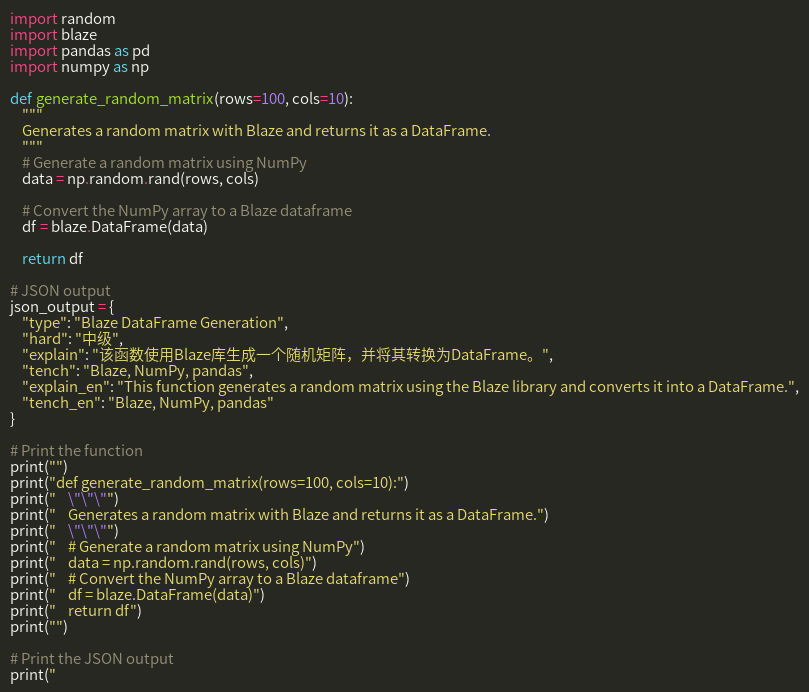 import random
import blaze
import pandas as pd
import numpy as np

def generate_random_matrix(rows=100, cols=10):
    """
    Generates a random matrix with Blaze and returns it as a DataFrame.
    """
    # Generate a random matrix using NumPy
    data = np.random.rand(rows, cols)

    # Convert the NumPy array to a Blaze dataframe
    df = blaze.DataFrame(data)

    return df

# JSON output
json_output = {
    "type": "Blaze DataFrame Generation",
    "hard": "中级",
    "explain": "该函数使用Blaze库生成一个随机矩阵，并将其转换为DataFrame。",
    "tench": "Blaze, NumPy, pandas",
    "explain_en": "This function generates a random matrix using the Blaze library and converts it into a DataFrame.",
    "tench_en": "Blaze, NumPy, pandas"
}

# Print the function
print("")
print("def generate_random_matrix(rows=100, cols=10):")
print("    \"\"\"")
print("    Generates a random matrix with Blaze and returns it as a DataFrame.")
print("    \"\"\"")
print("    # Generate a random matrix using NumPy")
print("    data = np.random.rand(rows, cols)")
print("    # Convert the NumPy array to a Blaze dataframe")
print("    df = blaze.DataFrame(data)")
print("    return df")
print("")

# Print the JSON output
print("